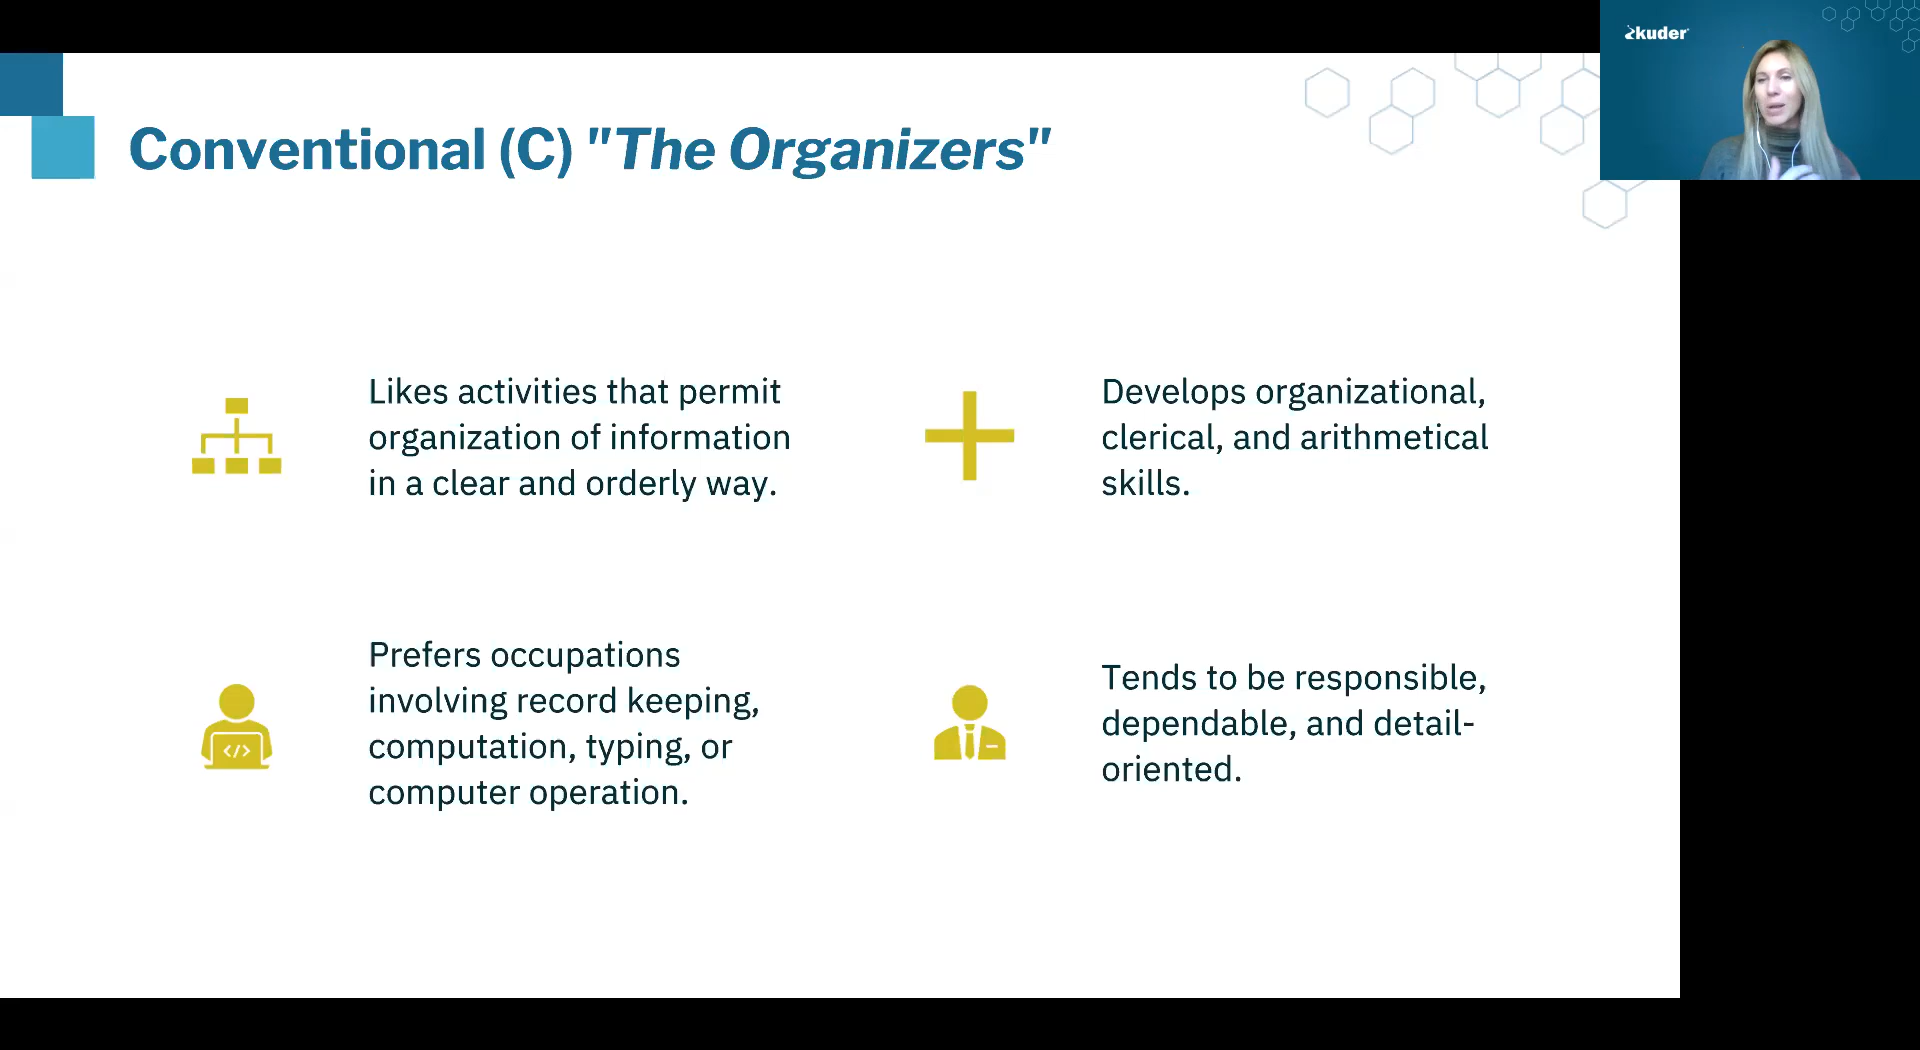 kuder
Conventional (C) "The Organizers"
Likes activities that permit
organization of information
in a clear and orderly way.
Develops organizational,
clerical, and arithmetical
skills.
Prefers occupations
involving record keeping,
computation, typing, or
computer operation.
Tends to be responsible,
dependable, and detail-
oriented.